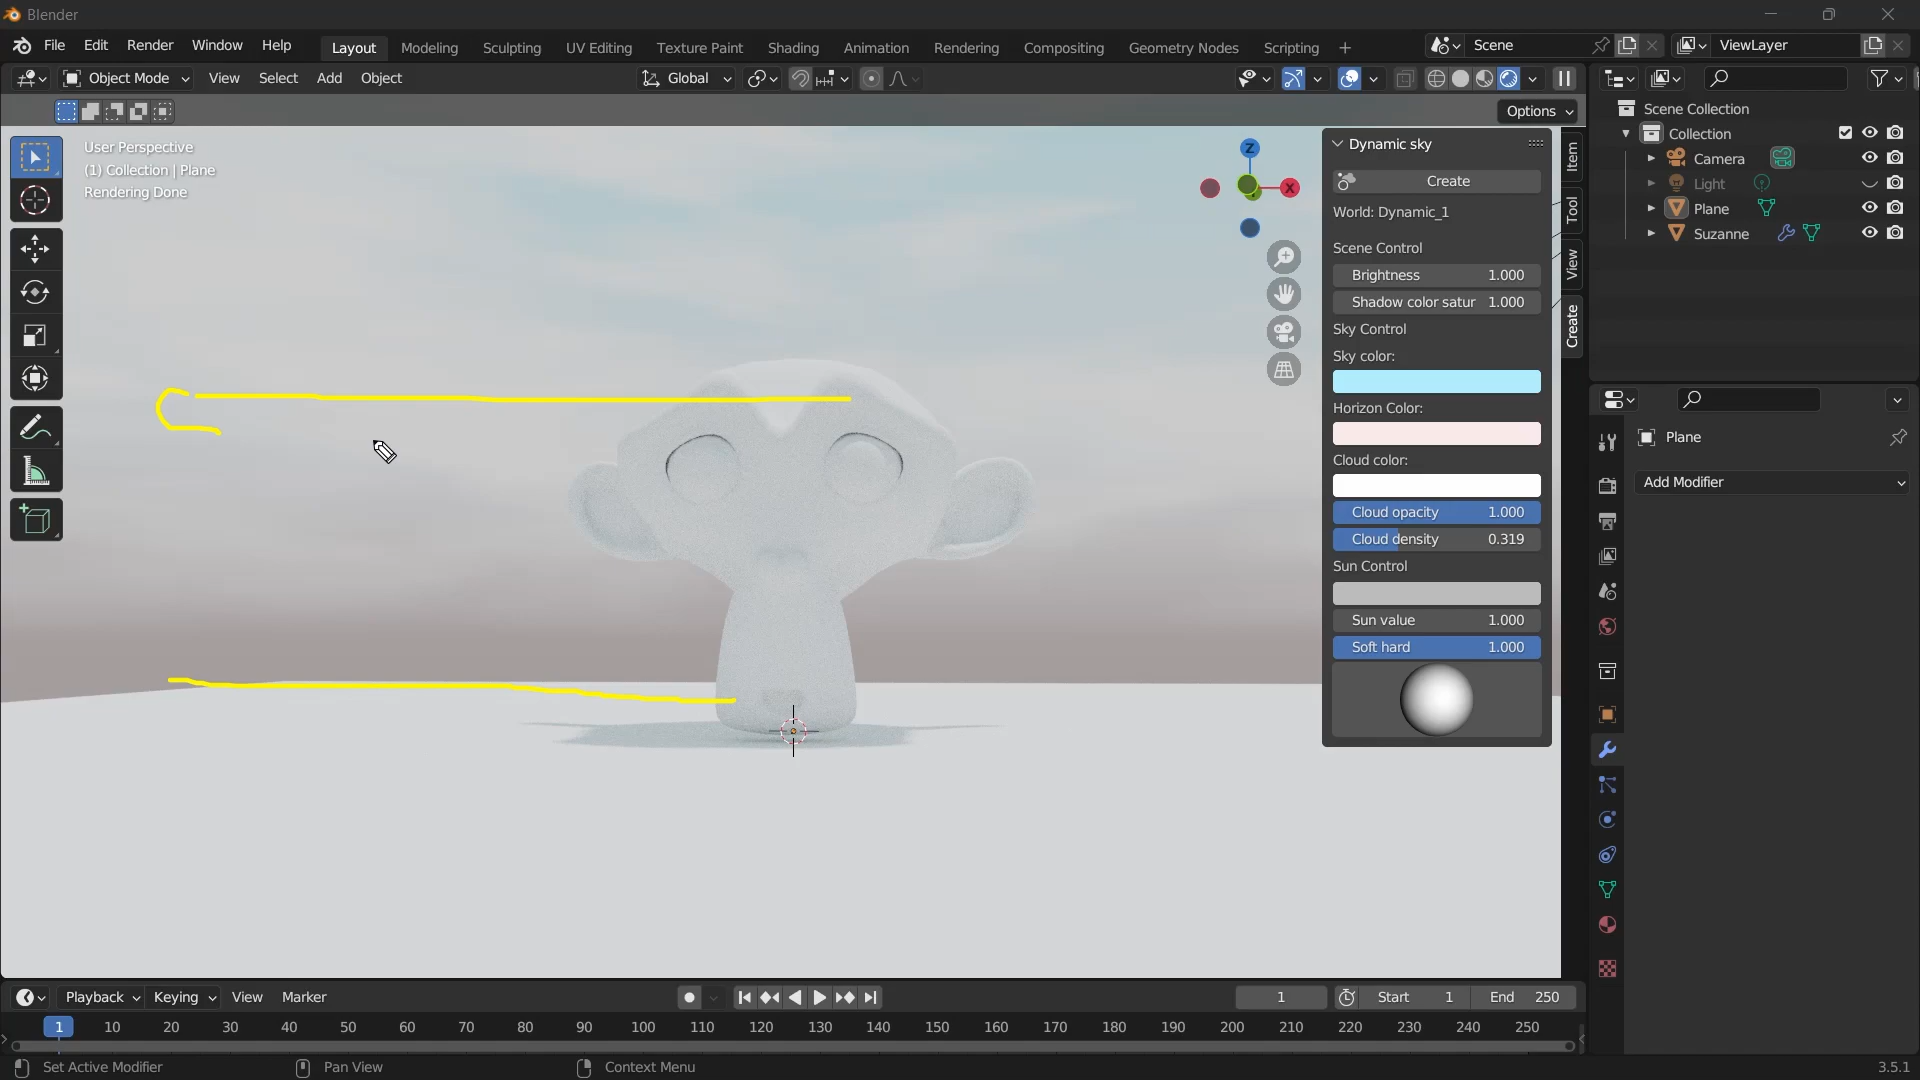 Blender
File Edit Render Window Help
Layout Modeling Sculpting UV Editing Texture Paint Shading Animation Rendering Compositing Geometry Nodes Scripting +
Scene
ViewLayer
Object Mode View Select Add Object
Global
Options
User Perspective
(1) Collection | Plane
Rendering Done
Z
X
Dynamic sky
Create
World: Dynamic_1
Scene Control
Brightness 1.000
Shadow color satur 1.000
Sky Control
Sky color:
Horizon Color:
Cloud color:
Cloud opacity 1.000
Cloud density 0.319
Sun Control
Sun value 1.000
Soft hard 1.000
Item
Tool
View
Create
Scene Collection
Collection
Camera
Light
Plane
Suzanne
Plane
Add Modifier
Playback Keying View Marker
1
Start 1
End 250
1 10 20 30 40 50 60 70 80 90 100 110 120 130 140 150 160 170 180 190 200 210 220 230 240 250
Set Active Modifier
Pan View
Context Menu
3.5.1